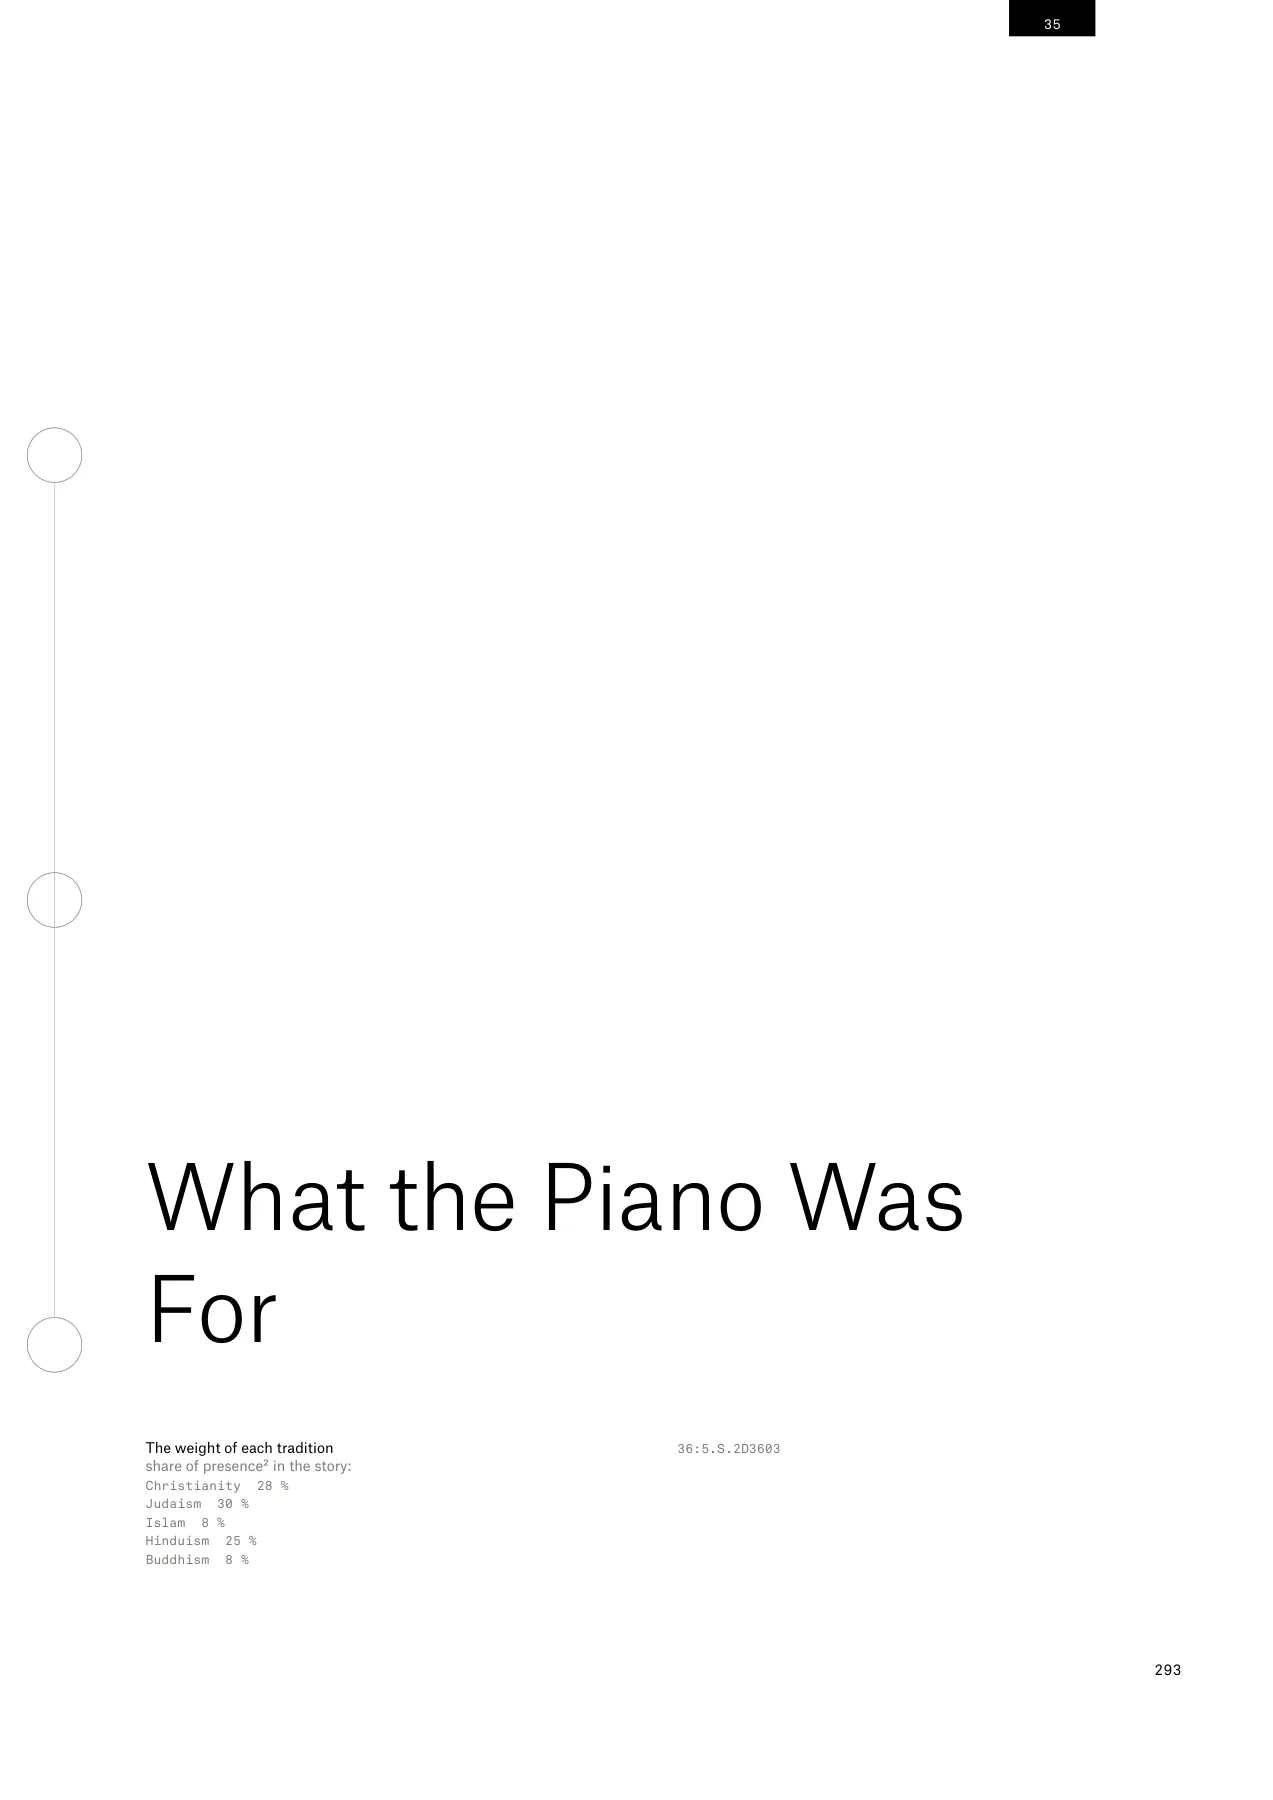 35
What the Piano Was
For
The weight of each tradition
share of presence² in the story:
Christianity 28 %
Judaism 30 %
Islam 8 %
Hinduism 25 %
Buddhism 8 %
36:5.S.2D3603
293